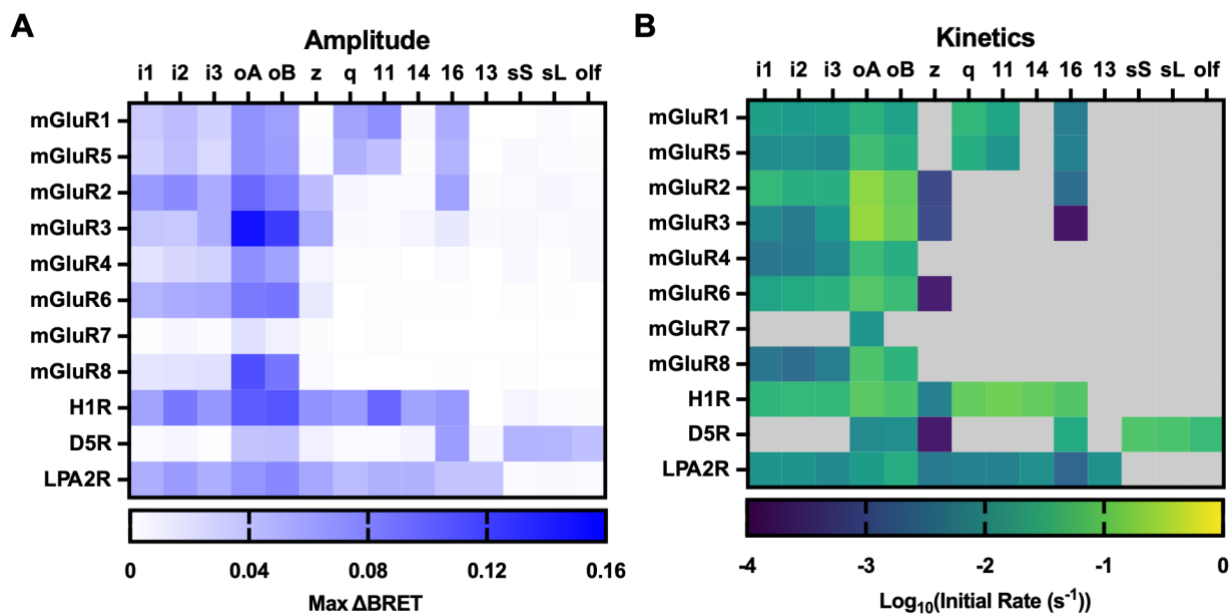 A
Amplitude
i1 i2 i3 oA oB z q 11 14 16 13 sS sL olf
mGluR1
mGluR5
mGluR2
mGluR3
mGluR4
mGluR6
mGluR7
mGluR8
H1R
D5R
LPA2R
0 0.04 0.08 0.12 0.16
Max ΔBRET
B
Kinetics
i1 i2 i3 oA oB z q 11 14 16 13 sS sL olf
mGluR1
mGluR5
mGluR2
mGluR3
mGluR4
mGluR6
mGluR7
mGluR8
H1R
D5R
LPA2R
-4 -3 -2 -1 0
Log₁₀(Initial Rate (s⁻¹))